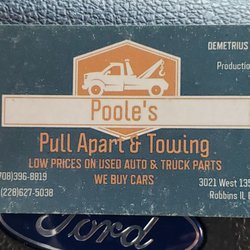 DEMETRIUS
Production
Poole's
Pull Apart & Towing
LOW PRICES ON USED AUTO & TRUCK PARTS
WE BUY CARS
708)396-8819
(228)627-5038
3021 West 135
Robbins Il,
Ford